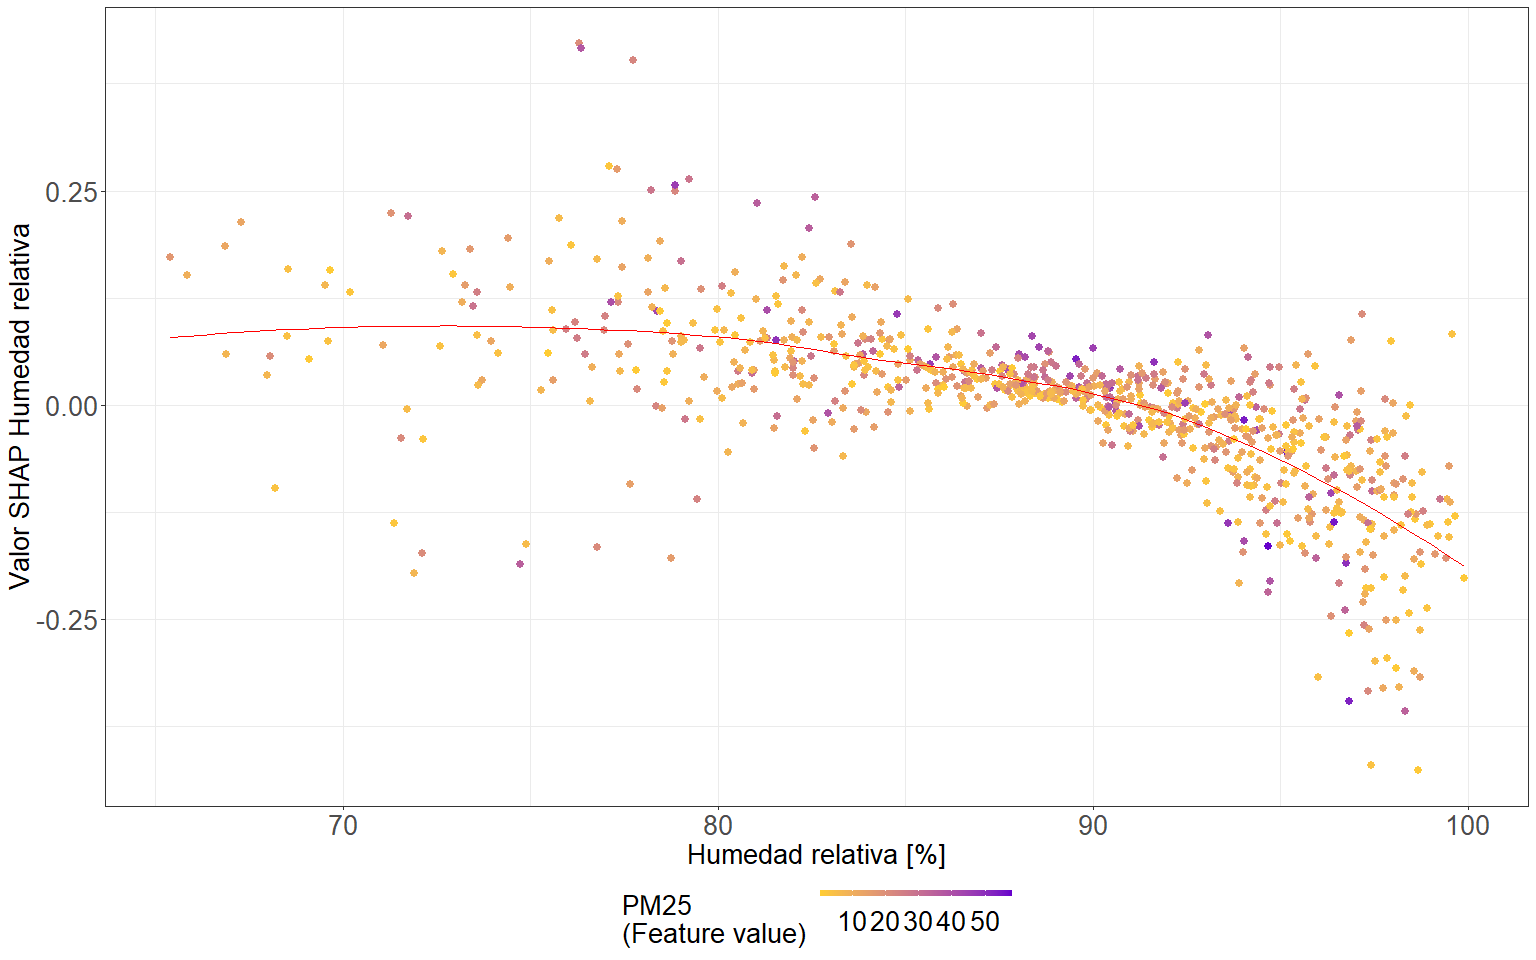 Valor SHAP Humedad relativa
0.25
0.00
-0.25
70 80 90 100
Humedad relativa [%]
PM25
(Feature value)
10 20 30 40 50